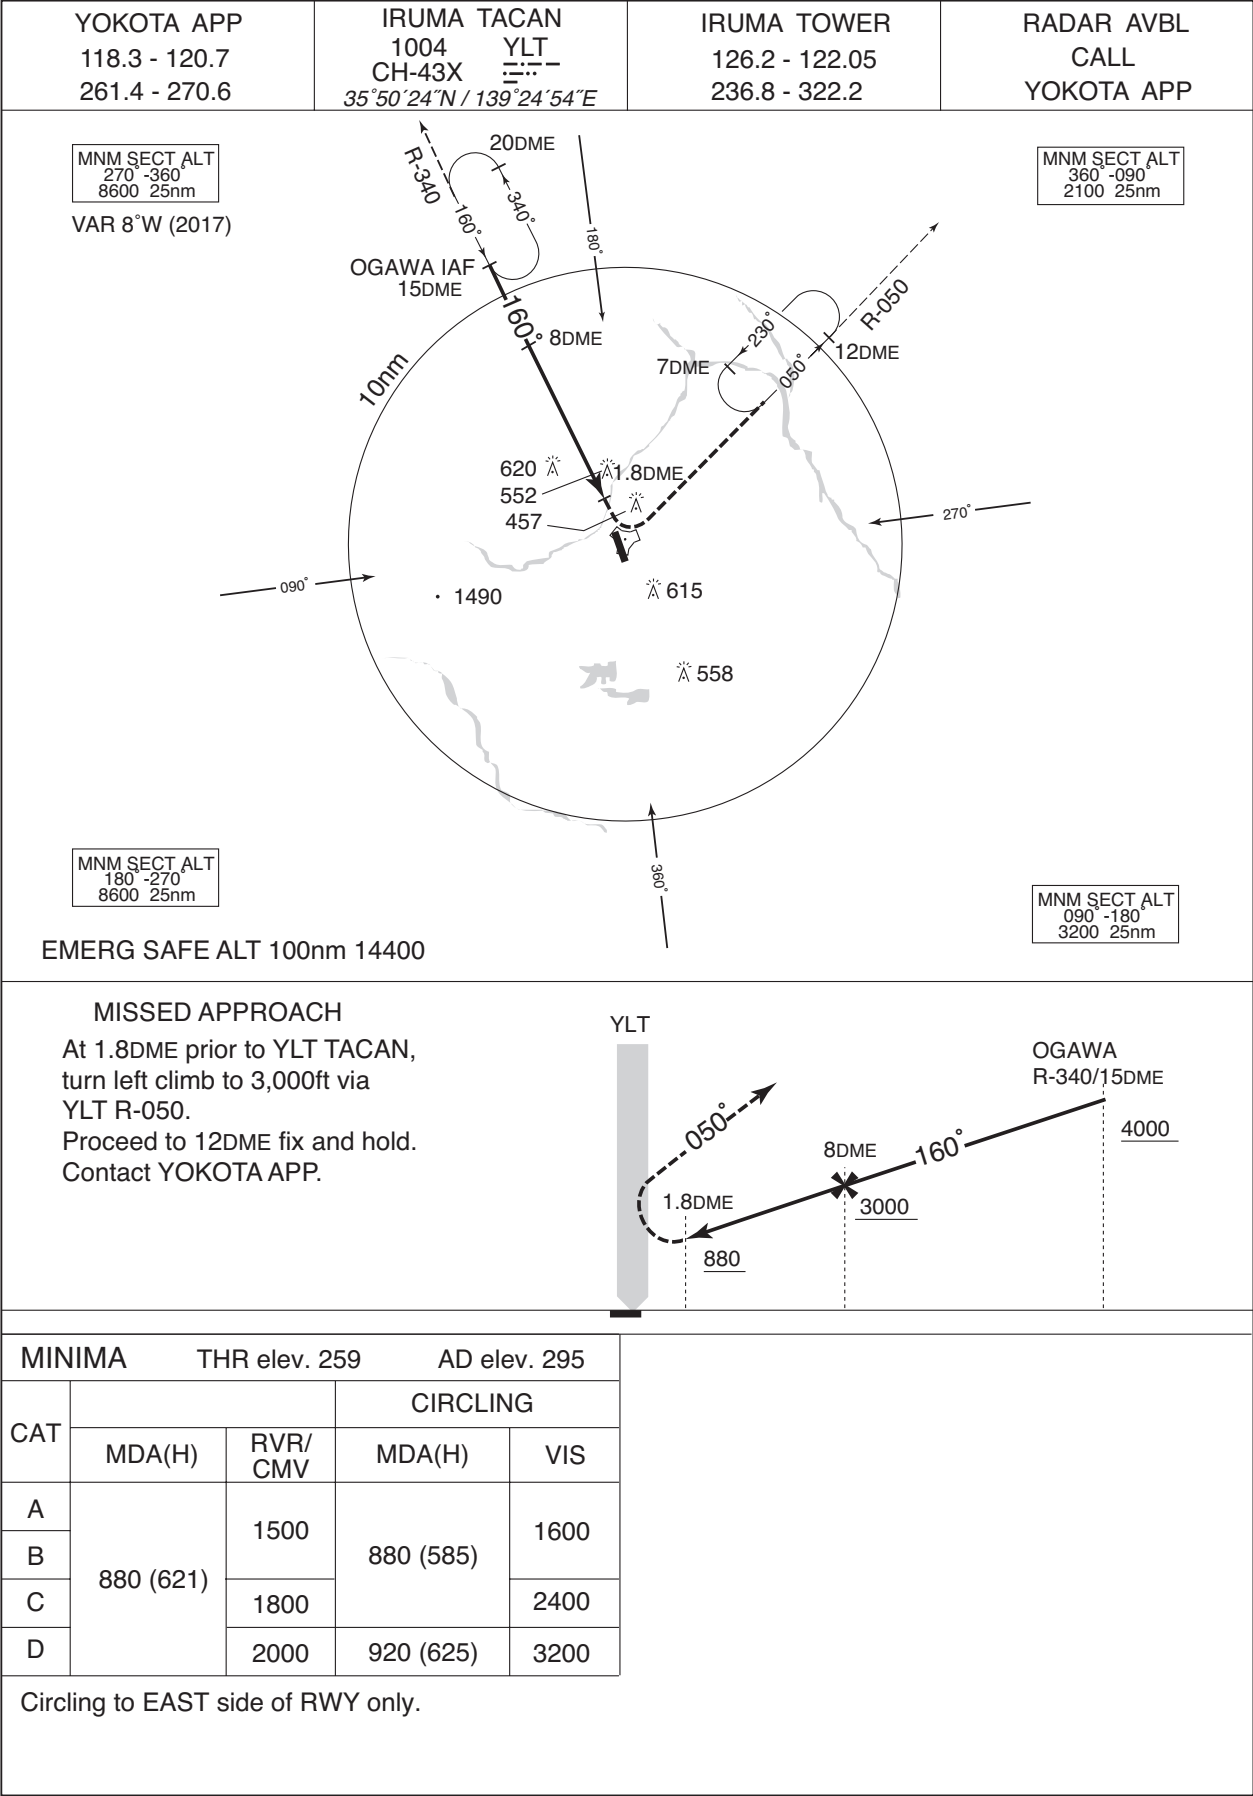 YOKOTA APP
118.3 - 120.7
261.4 - 270.6
IRUMA TACAN
1004 YLT
CH-43X
35°50´24˝N / 139°24´54˝E
IRUMA TOWER
126.2 - 122.05
236.8 - 322.2
RADAR AVBL
CALL
YOKOTA APP
MNM SECT ALT
270°-360°
8600 25nm
VAR 8°W (2017)
MNM SECT ALT
360°-090°
2100 25nm
R-340
20DME
340°
160°
180°
OGAWA IAF
15DME
160°
8DME
10nm
R-050
230°
12DME
7DME
050°
620
1.8DME
552
457
270°
090°
1490
615
558
360°
MNM SECT ALT
180°-270°
8600 25nm
MNM SECT ALT
090°-180°
3200 25nm
EMERG SAFE ALT 100nm 14400
MISSED APPROACH
At 1.8DME prior to YLT TACAN,
turn left climb to 3,000ft via
YLT R-050.
Proceed to 12DME fix and hold.
Contact YOKOTA APP.
YLT
OGAWA
R-340/15DME
050°
4000
8DME
160°
1.8DME
3000
880
MINIMA THR elev. 259 AD elev. 295
CAT
CIRCLING
MDA(H)
RVR/
CMV
MDA(H)
VIS
A
B
C
D
880 (621)
1500
1800
2000
880 (585)
920 (625)
1600
2400
3200
Circling to EAST side of RWY only.